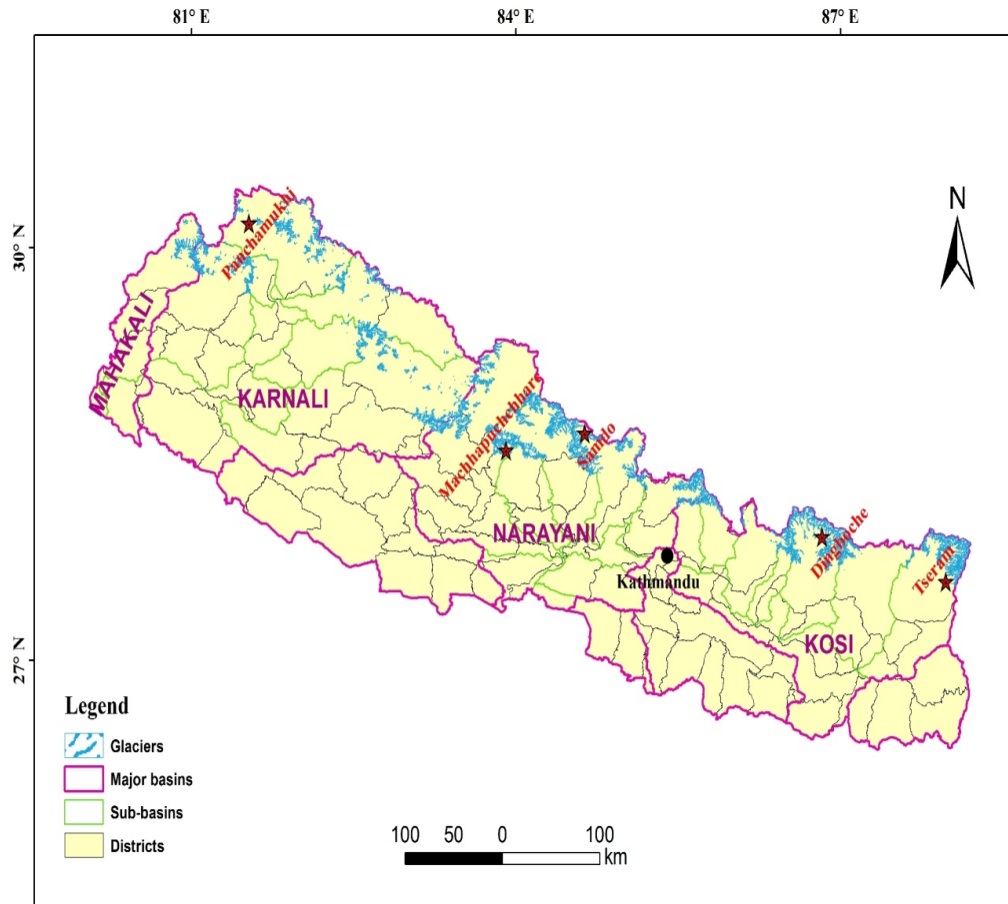 81° E 84° E 87° E
N
30° N
Panchamukhi
MAHAKALI
KARNALI
Machhapuchchhare
Samdo
NARAYANI
Dingboche
Tseram
Kathmandu
KOSI
27° N
Legend
Glaciers
Major basins
Sub-basins
Districts
100 50 0 100
km